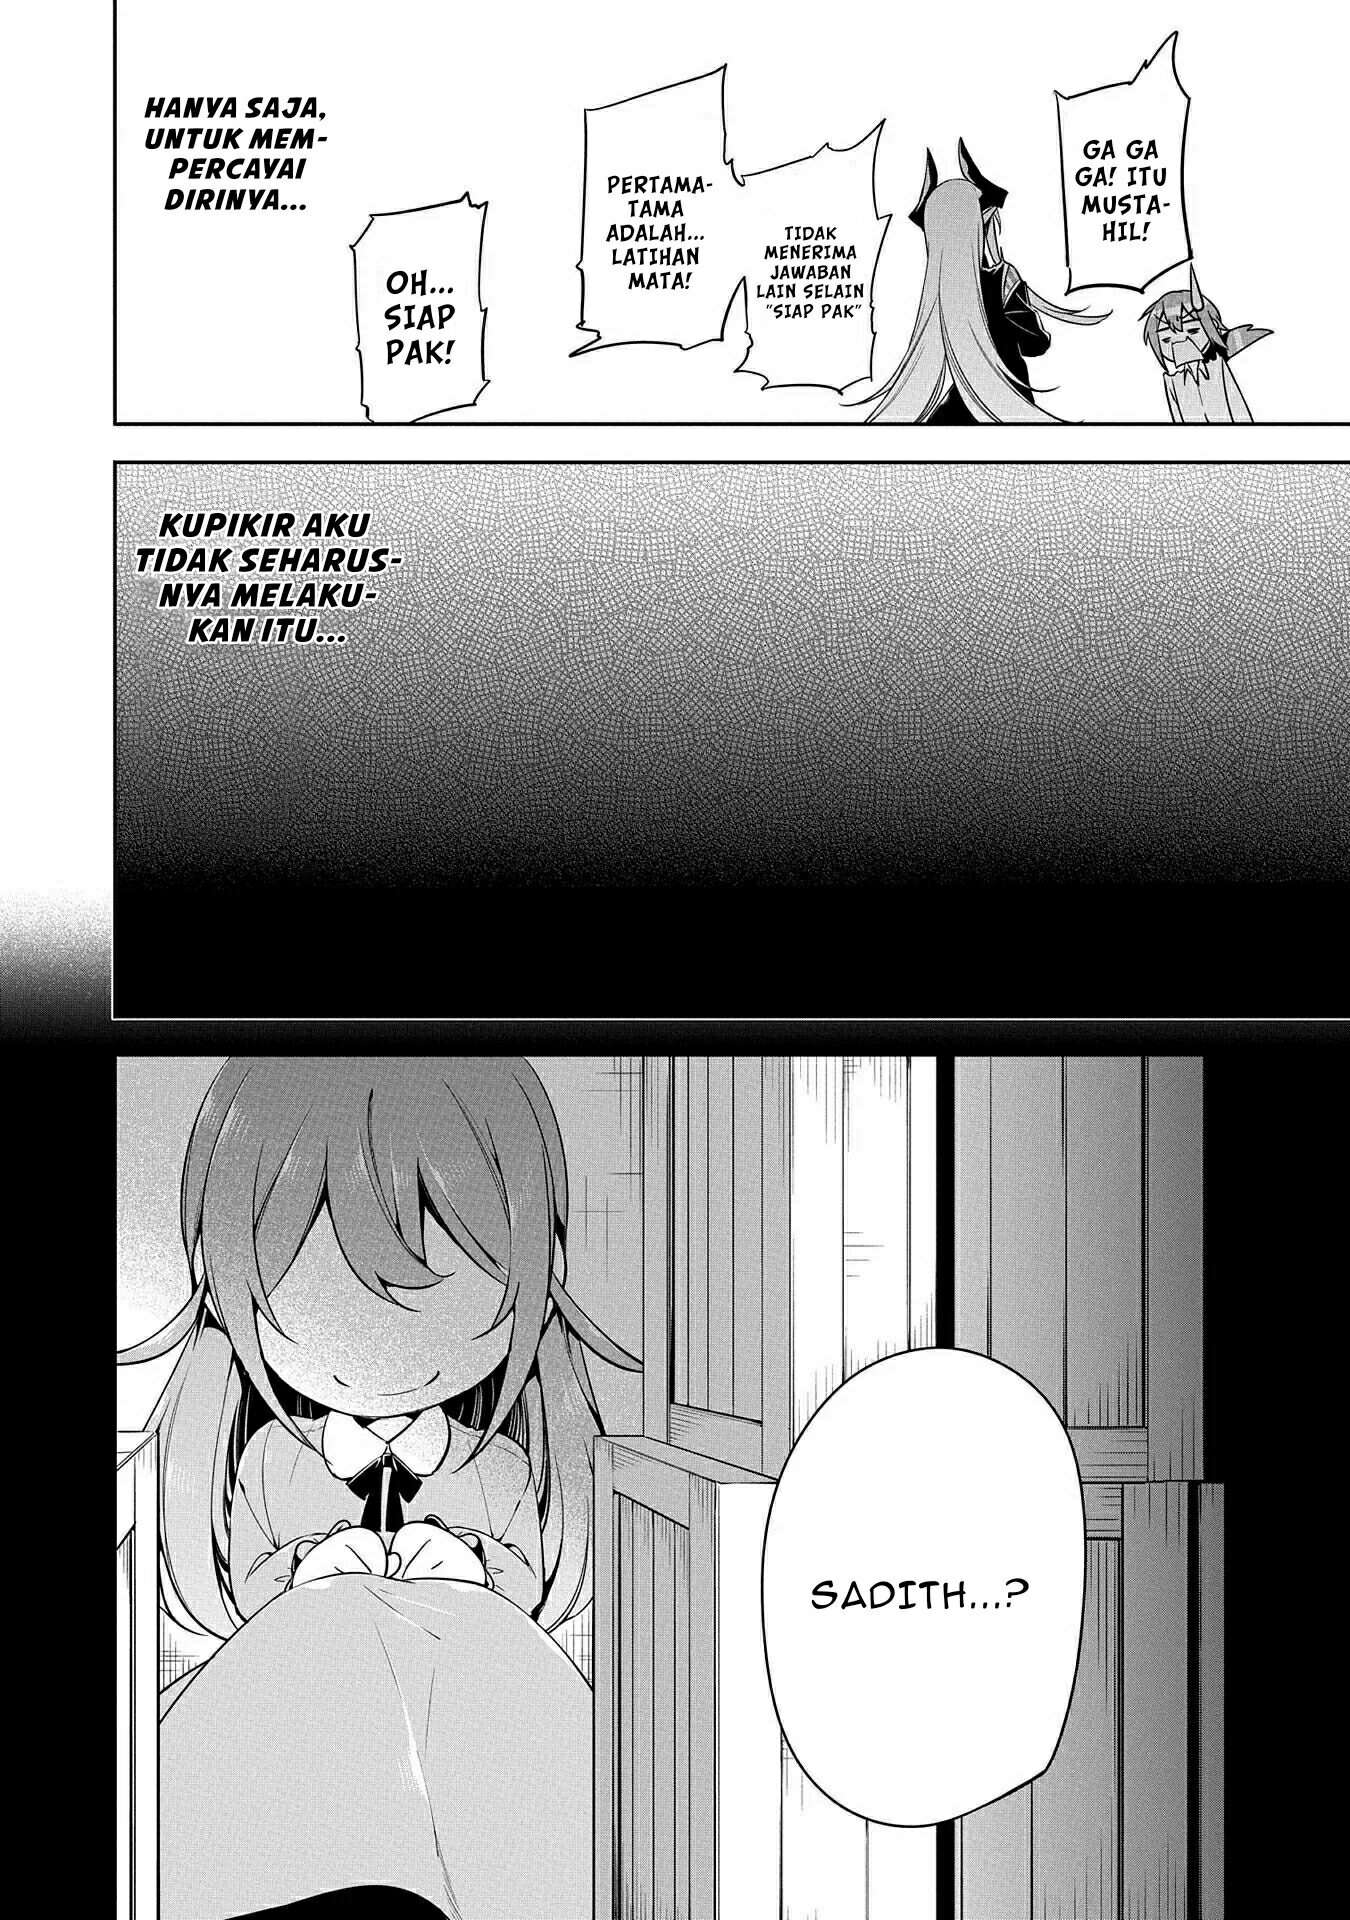 GA GA
GA! ITU
MUSTA-
HIL!
PERTAMA-
TAMA
ADALAH...
LATIHAN
MATA!
TIDAK
MENERIMA
JAWABAN
LAIN SELAIN
"SIAP PAK"
OH...
SIAP
PAK!
HANYA SAJA,
UNTUK MEM-
PERCAYAI
DIRINYA...
KUPIKIR AKU
TIDAK SEHARUS-
NYA MELAKU-
KAN ITU...
SADITH...?